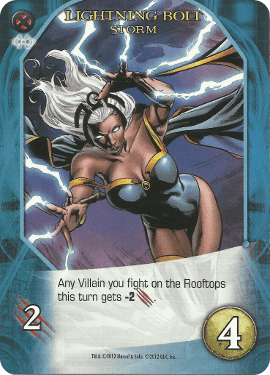 LIGHTNING BOLT
STORM
Any Villain you fight on the Rooftops
this turn gets -2
2
4